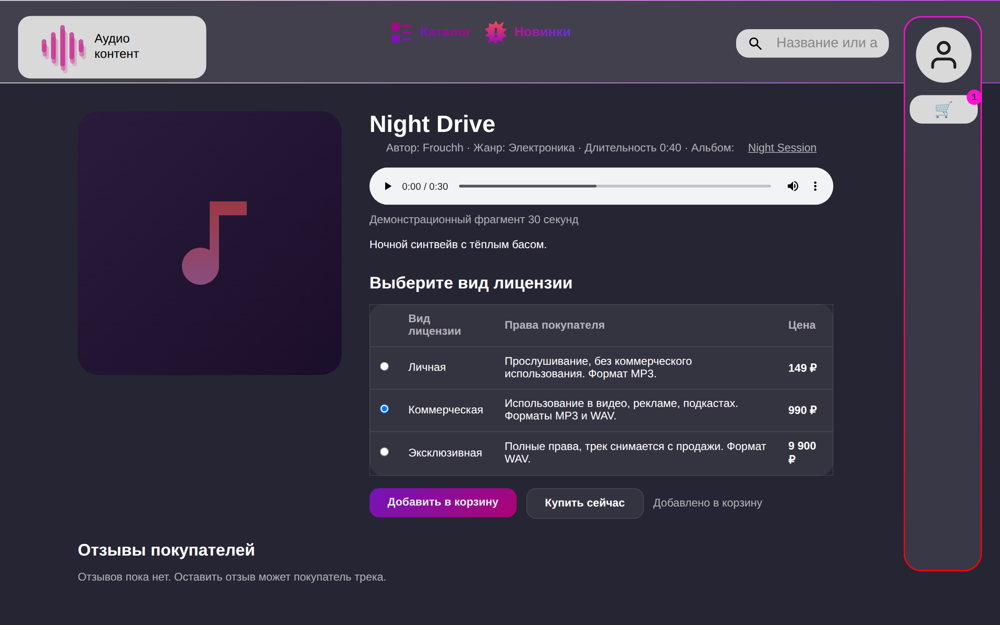 Аудио
контент
Каталог
Новинки
Название или а
1
Night Drive
Автор: Frouchh · Жанр: Электроника · Длительность 0:40 · Альбом: Night Session
0:00 / 0:30
Демонстрационный фрагмент 30 секунд
Ночной синтвейв с тёплым басом.
Выберите вид лицензии
Вид
лицензии
Права покупателя
Цена
Личная
Прослушивание, без коммерческого
использования. Формат MP3.
149 ₽
Коммерческая
Использование в видео, рекламе, подкастах.
Форматы MP3 и WAV.
990 ₽
Эксклюзивная
Полные права, трек снимается с продажи. Формат
WAV.
9 900
₽
Добавить в корзину
Купить сейчас
Добавлено в корзину
Отзывы покупателей
Отзывов пока нет. Оставить отзыв может покупатель трека.